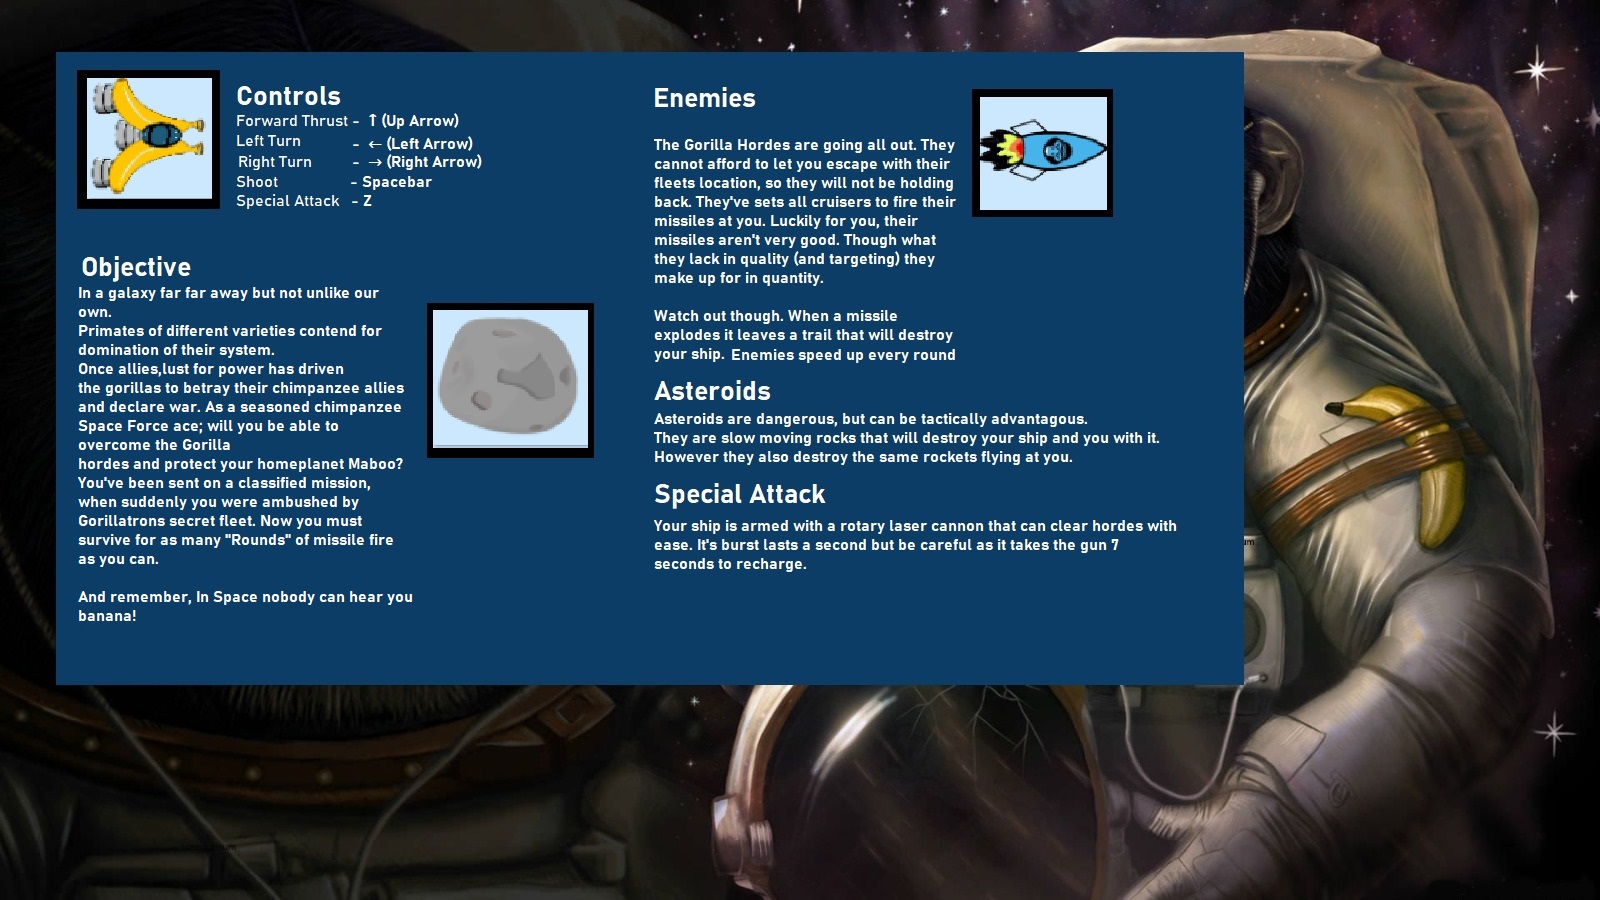 Controls
Forward Thrust - ↑ (Up Arrow)
Left Turn - ← (Left Arrow)
Right Turn - → (Right Arrow)
Shoot - Spacebar
Special Attack - Z
Objective
In a galaxy far far away but not unlike our
own.
Primates of different varieties contend for
domination of their system.
Once allies,lust for power has driven
the gorillas to betray their chimpanzee allies
and declare war. As a seasoned chimpanzee
Space Force ace; will you be able to
overcome the Gorilla
hordes and protect your homeplanet Maboo?
You've been sent on a classified mission,
when suddenly you were ambushed by
Gorillatrons secret fleet. Now you must
survive for as many "Rounds" of missile fire
as you can.
And remember, In Space nobody can hear you
banana!
Enemies
The Gorilla Hordes are going all out. They
cannot afford to let you escape with their
fleets location, so they will not be holding
back. They've sets all cruisers to fire their
missiles at you. Luckily for you, their
missiles aren't very good. Though what
they lack in quality (and targeting) they
make up for in quantity.
Watch out though. When a missile
explodes it leaves a trail that will destroy
your ship. Enemies speed up every round
Asteroids
Asteroids are dangerous, but can be tactically advantagous.
They are slow moving rocks that will destroy your ship and you with it.
However they also destroy the same rockets flying at you.
Special Attack
Your ship is armed with a rotary laser cannon that can clear hordes with
ease. It's burst lasts a second but be careful as it takes the gun 7
seconds to recharge.